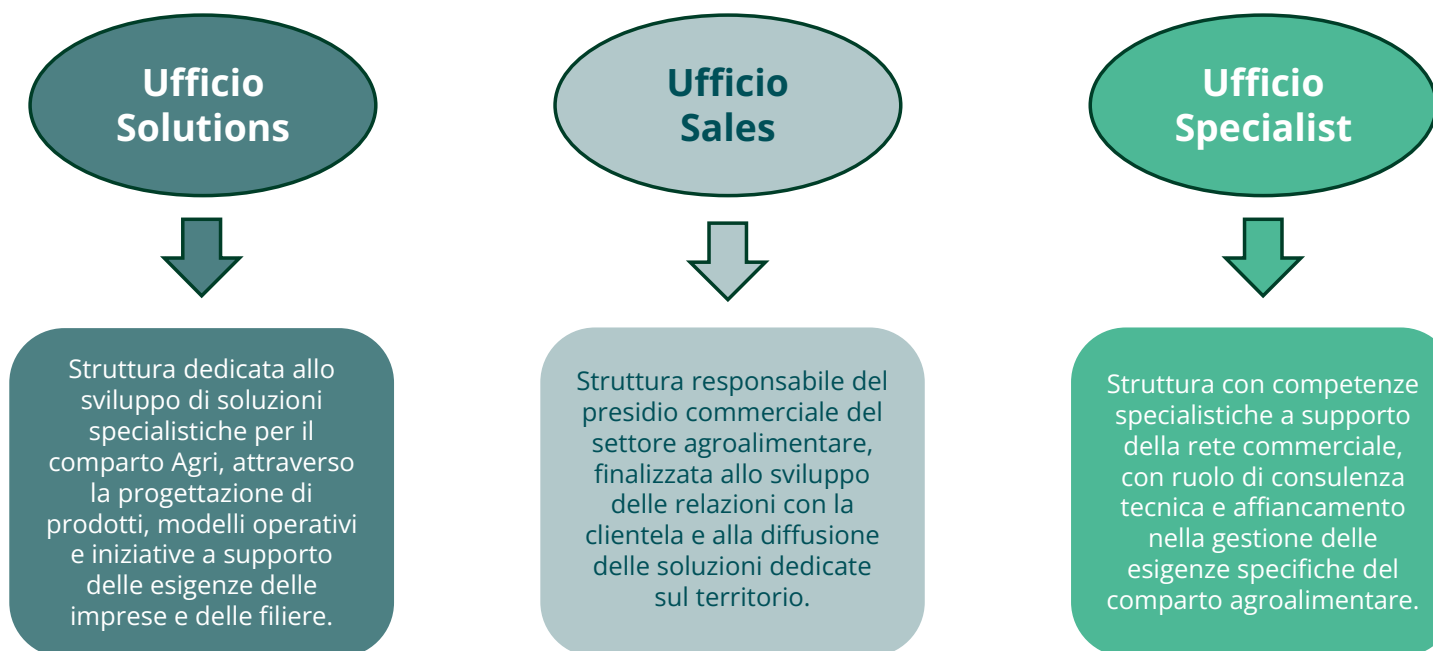 Ufficio
Solutions
Ufficio
Sales
Ufficio
Specialist
Struttura dedicata allo
sviluppo di soluzioni
specialistiche per il
comparto Agri, attraverso
la progettazione di
prodotti, modelli operativi
e iniziative a supporto
delle esigenze delle
imprese e delle filiere.
Struttura responsabile del
presidio commerciale del
settore agroalimentare,
finalizzata allo sviluppo
delle relazioni con la
clientela e alla diffusione
delle soluzioni dedicate
sul territorio.
Struttura con competenze
specialistiche a supporto
della rete commerciale,
con ruolo di consulenza
tecnica e affiancamento
nella gestione delle
esigenze specifiche del
comparto agroalimentare.